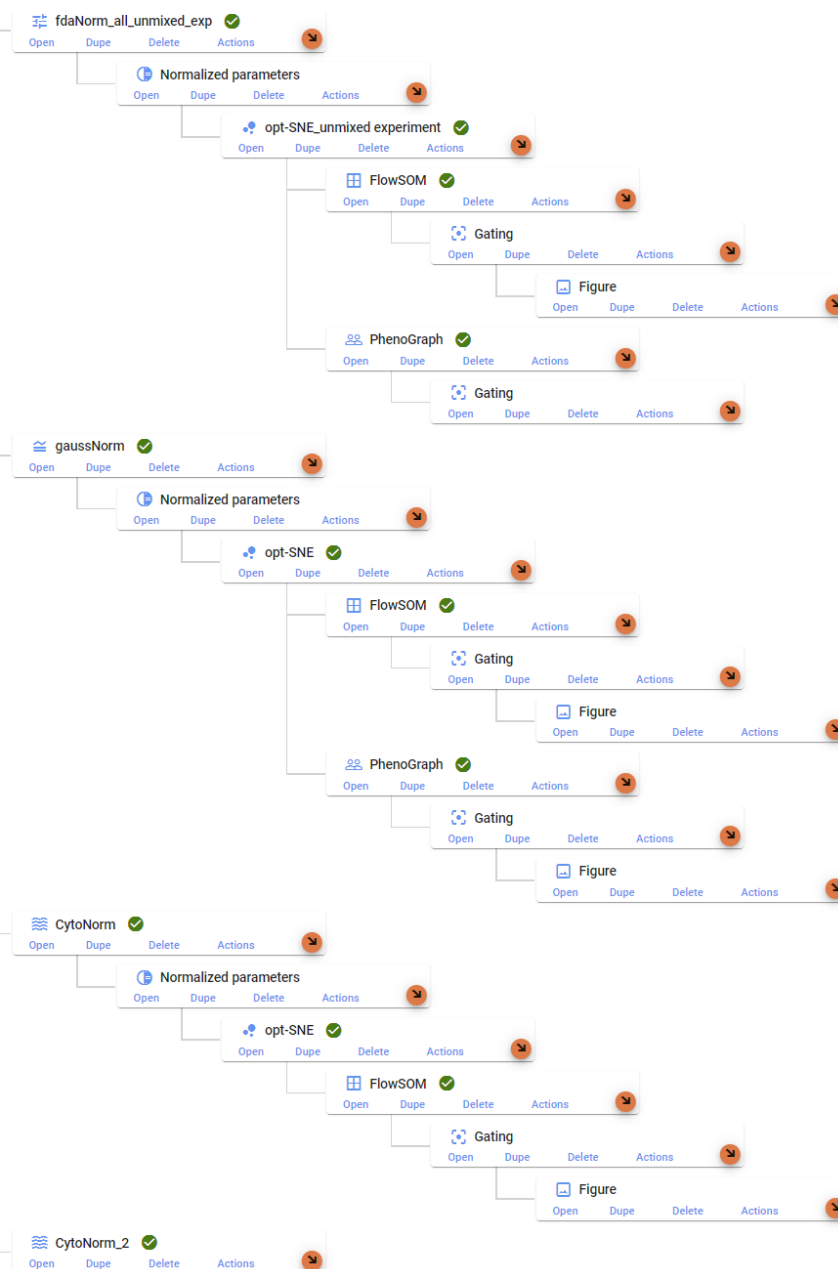 fdaNorm_all_unmixed_exp
Open Dupe Delete Actions
Normalized parameters
Open Dupe Delete Actions
opt-SNE_unmixed experiment
Open Dupe Delete Actions
FlowSOM
Open Dupe Delete Actions
Gating
Open Dupe Delete Actions
Figure
Open Dupe Delete Actions
PhenoGraph
Open Dupe Delete Actions
Gating
Open Dupe Delete Actions
gaussNorm
Open Dupe Delete Actions
Normalized parameters
Open Dupe Delete Actions
opt-SNE
Open Dupe Delete Actions
FlowSOM
Open Dupe Delete Actions
Gating
Open Dupe Delete Actions
Figure
Open Dupe Delete Actions
PhenoGraph
Open Dupe Delete Actions
Gating
Open Dupe Delete Actions
Figure
Open Dupe Delete Actions
CytoNorm
Open Dupe Delete Actions
Normalized parameters
Open Dupe Delete Actions
opt-SNE
Open Dupe Delete Actions
FlowSOM
Open Dupe Delete Actions
Gating
Open Dupe Delete Actions
Figure
Open Dupe Delete Actions
CytoNorm_2
Open Dupe Delete Actions